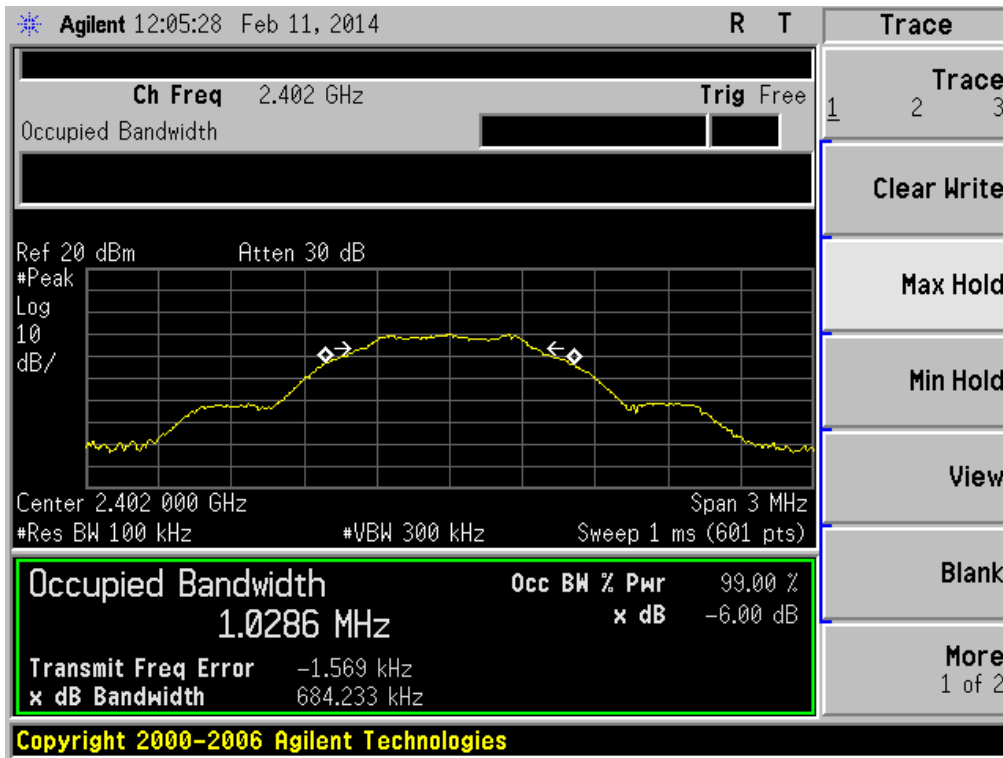 Agilent 12:05:28 Feb 11, 2014 R T
Ch Freq 2.402 GHz Trig Free
Occupied Bandwidth
Ref 20 dBm Atten 30 dB
#Peak
Log
10
dB/
Center 2.402 000 GHz Span 3 MHz
#Res BW 100 kHz #VBW 300 kHz Sweep 1 ms (601 pts)
Occupied Bandwidth Occ BW % Pwr 99.00 %
1.0286 MHz x dB -6.00 dB
Transmit Freq Error -1.569 kHz
x dB Bandwidth 684.233 kHz
Copyright 2000-2006 Agilent Technologies
Trace
Trace
1 2 3
Clear Write
Max Hold
Min Hold
View
Blank
More
1 of 2